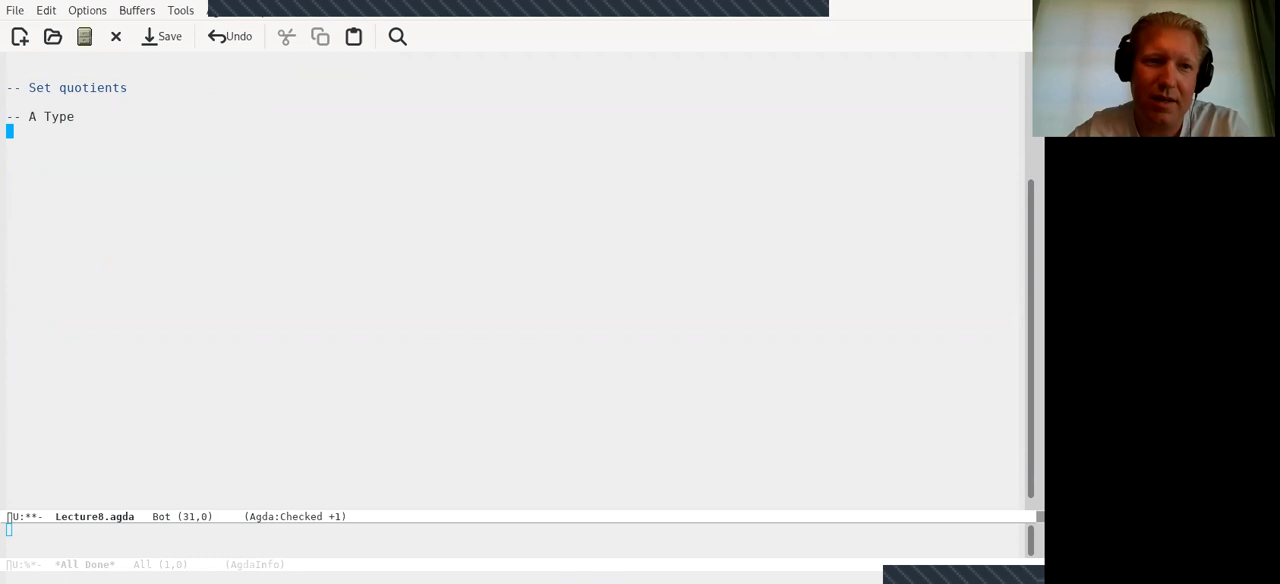 File Edit Options Buffers Tools
Save Undo
-- Set quotients
-- A Type
U:**- Lecture8.agda Bot (31,0) (Agda:Checked +1)
U:%*- *All Done* All (1,0) (AgdaInfo)